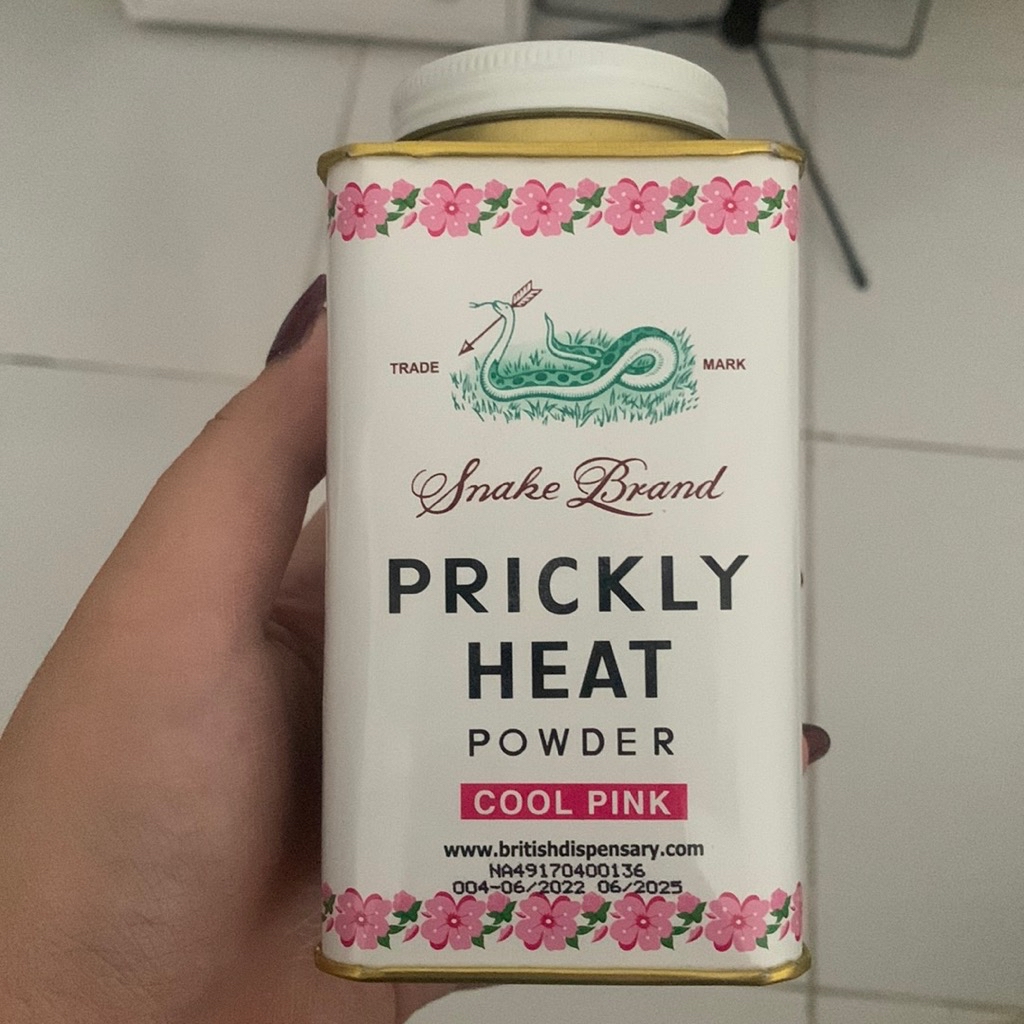 TRADE MARK
Snake Brand
PRICKLY
HEAT
POWDER
COOL PINK
www.britishdispensary.com
NA49170400136
004-06/2022 06/2025